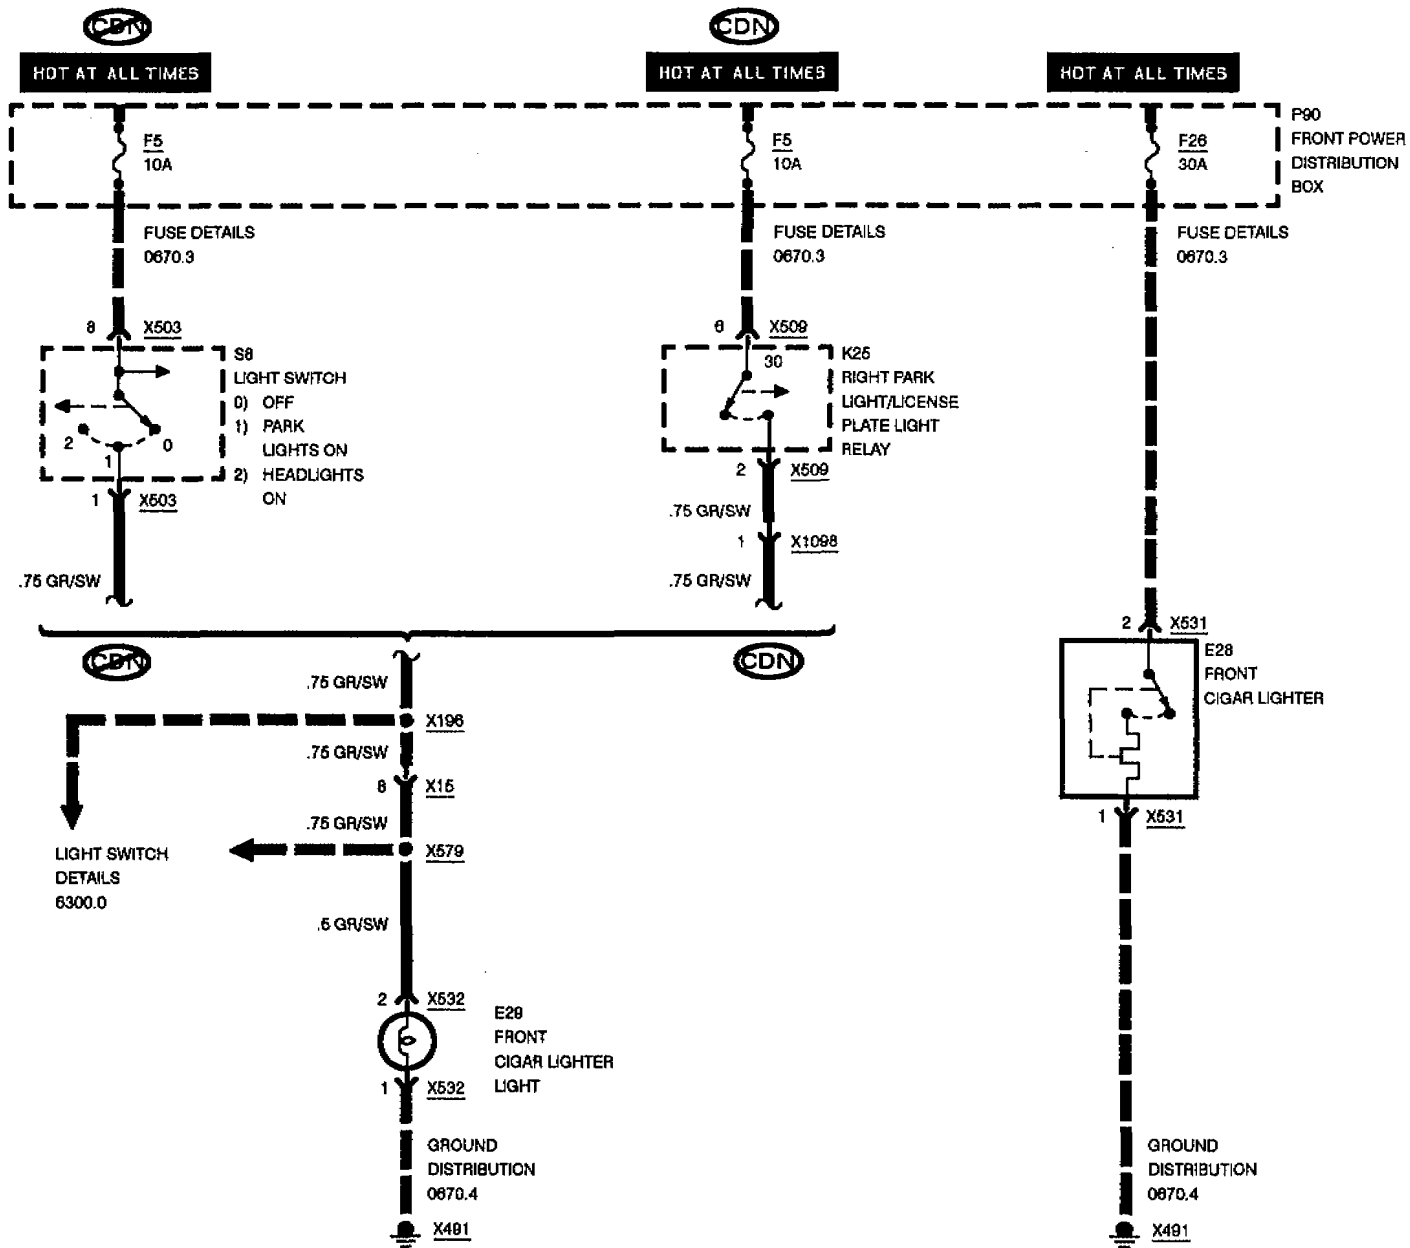 CDN
CDN
HOT AT ALL TIMES
HOT AT ALL TIMES
HOT AT ALL TIMES
F5
10A
F5
10A
F26
30A
P90
FRONT POWER
DISTRIBUTION
BOX
FUSE DETAILS
0670.3
FUSE DETAILS
0670.3
FUSE DETAILS
0670.3
8
X503
S8
LIGHT SWITCH
0) OFF
1) PARK
LIGHTS ON
2) HEADLIGHTS
ON
2
0
1
1
X503
.75 GR/SW
6
X509
30
K25
RIGHT PARK
LIGHT/LICENSE
PLATE LIGHT
RELAY
2
X509
.75 GR/SW
1
X1098
.75 GR/SW
CDN
CDN
.75 GR/SW
X196
.75 GR/SW
8
X15
.75 GR/SW
X579
LIGHT SWITCH
DETAILS
6300.0
.5 GR/SW
2
X532
E29
FRONT
CIGAR LIGHTER
LIGHT
1
X532
GROUND
DISTRIBUTION
0670.4
X491
2
X531
E28
FRONT
CIGAR LIGHTER
1
X531
GROUND
DISTRIBUTION
0670.4
X491